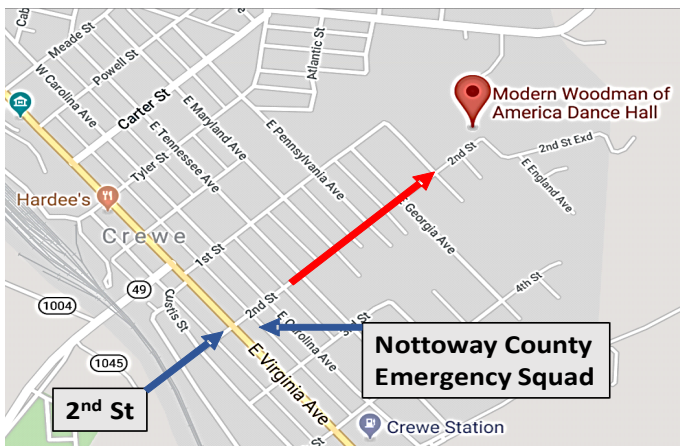 Cab
Meade St
Powell St
Atlantic St
W Carolina Ave
Carter St
E Maryland Ave
E Pennsylvania Ave
E Tennessee Ave
Tyler St
Modern Woodman of
America Dance Hall
2nd St
2nd St Exd
E England Ave
Hardee's
Crewe
1st St
E Georgia Ave
49
1004
Custis St
2nd St
4th St
E Carolina Ave
1045
E Virginia Ave
Nottoway County
Emergency Squad
2nd St
Crewe Station